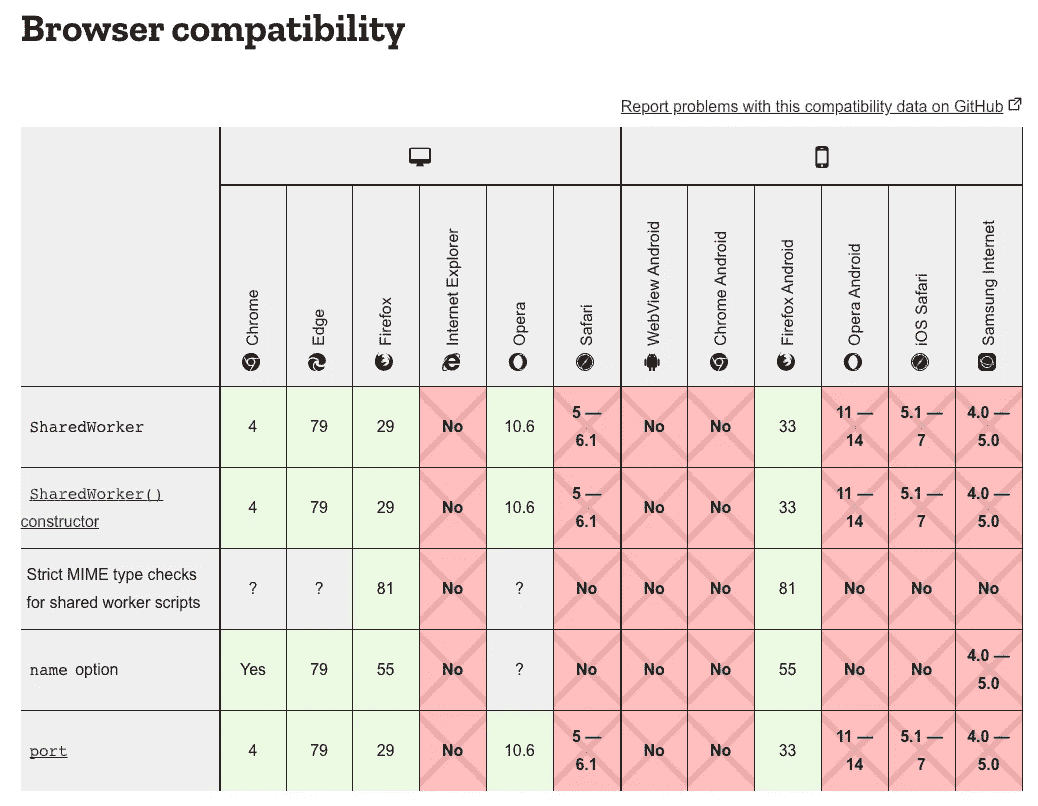 Browser compatibility
Report problems with this compatibility data on GitHub
Chrome
Edge
Firefox
Internet Explorer
Opera
Safari
WebView Android
Chrome Android
Firefox Android
Opera Android
iOS Safari
Samsung Internet
SharedWorker 4 79 29 No 10.6 5 — 6.1 No No 33 11 — 14 5.1 — 7 4.0 — 5.0
SharedWorker()
constructor 4 79 29 No 10.6 5 — 6.1 No No 33 11 — 14 5.1 — 7 4.0 — 5.0
Strict MIME type checks
for shared worker scripts ? ? 81 No ? No No No 81 No No No
name option Yes 79 55 No ? No No No 55 No No 4.0 — 5.0
port 4 79 29 No 10.6 5 — 6.1 No No 33 11 — 14 5.1 — 7 4.0 — 5.0